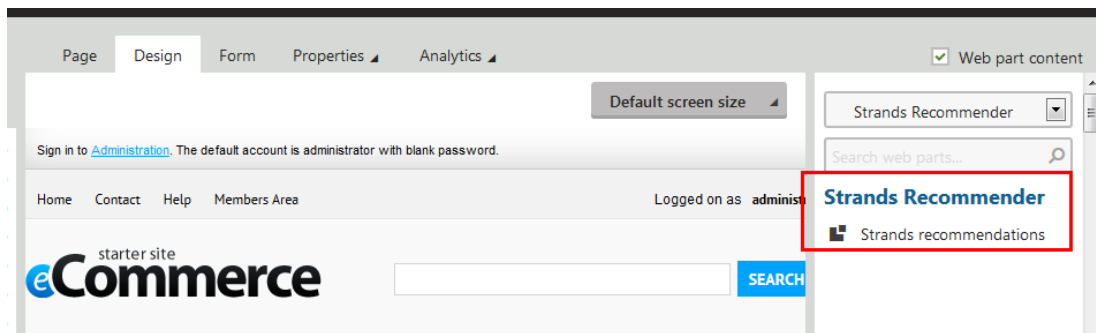 Page Design Form Properties Analytics Web part content
Default screen size
Strands Recommender
Sign in to Administration. The default account is administrator with blank password.
Search web parts...
Home Contact Help Members Area Logged on as
Strands Recommender
Strands recommendations
starter site
eCommerce
SEARCH